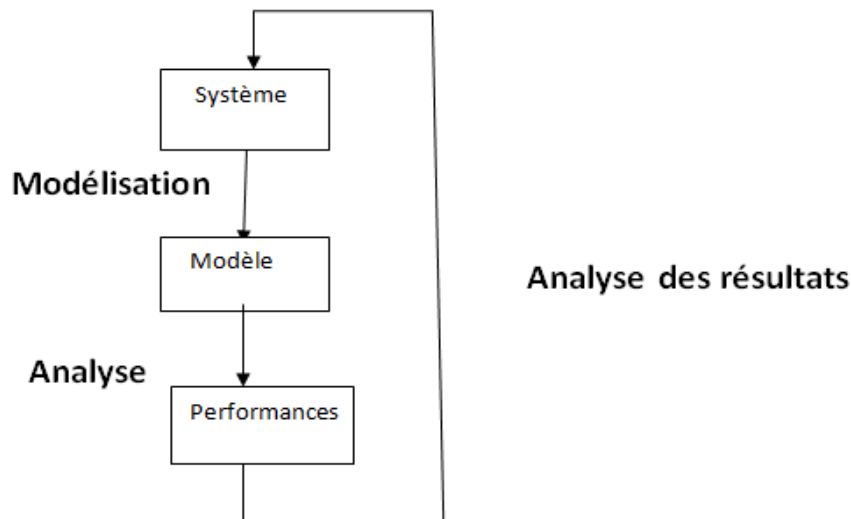 Système
Modélisation
Modèle
Analyse des résultats
Analyse
Performances